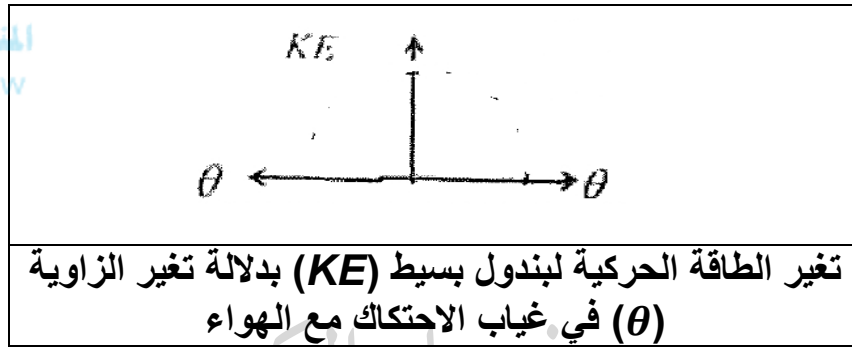 KE
θ θ
تغير الطاقة الحركية لبندول بسيط (KE) بدلالة تغير الزاوية
(θ) في غياب الاحتكاك مع الهواء